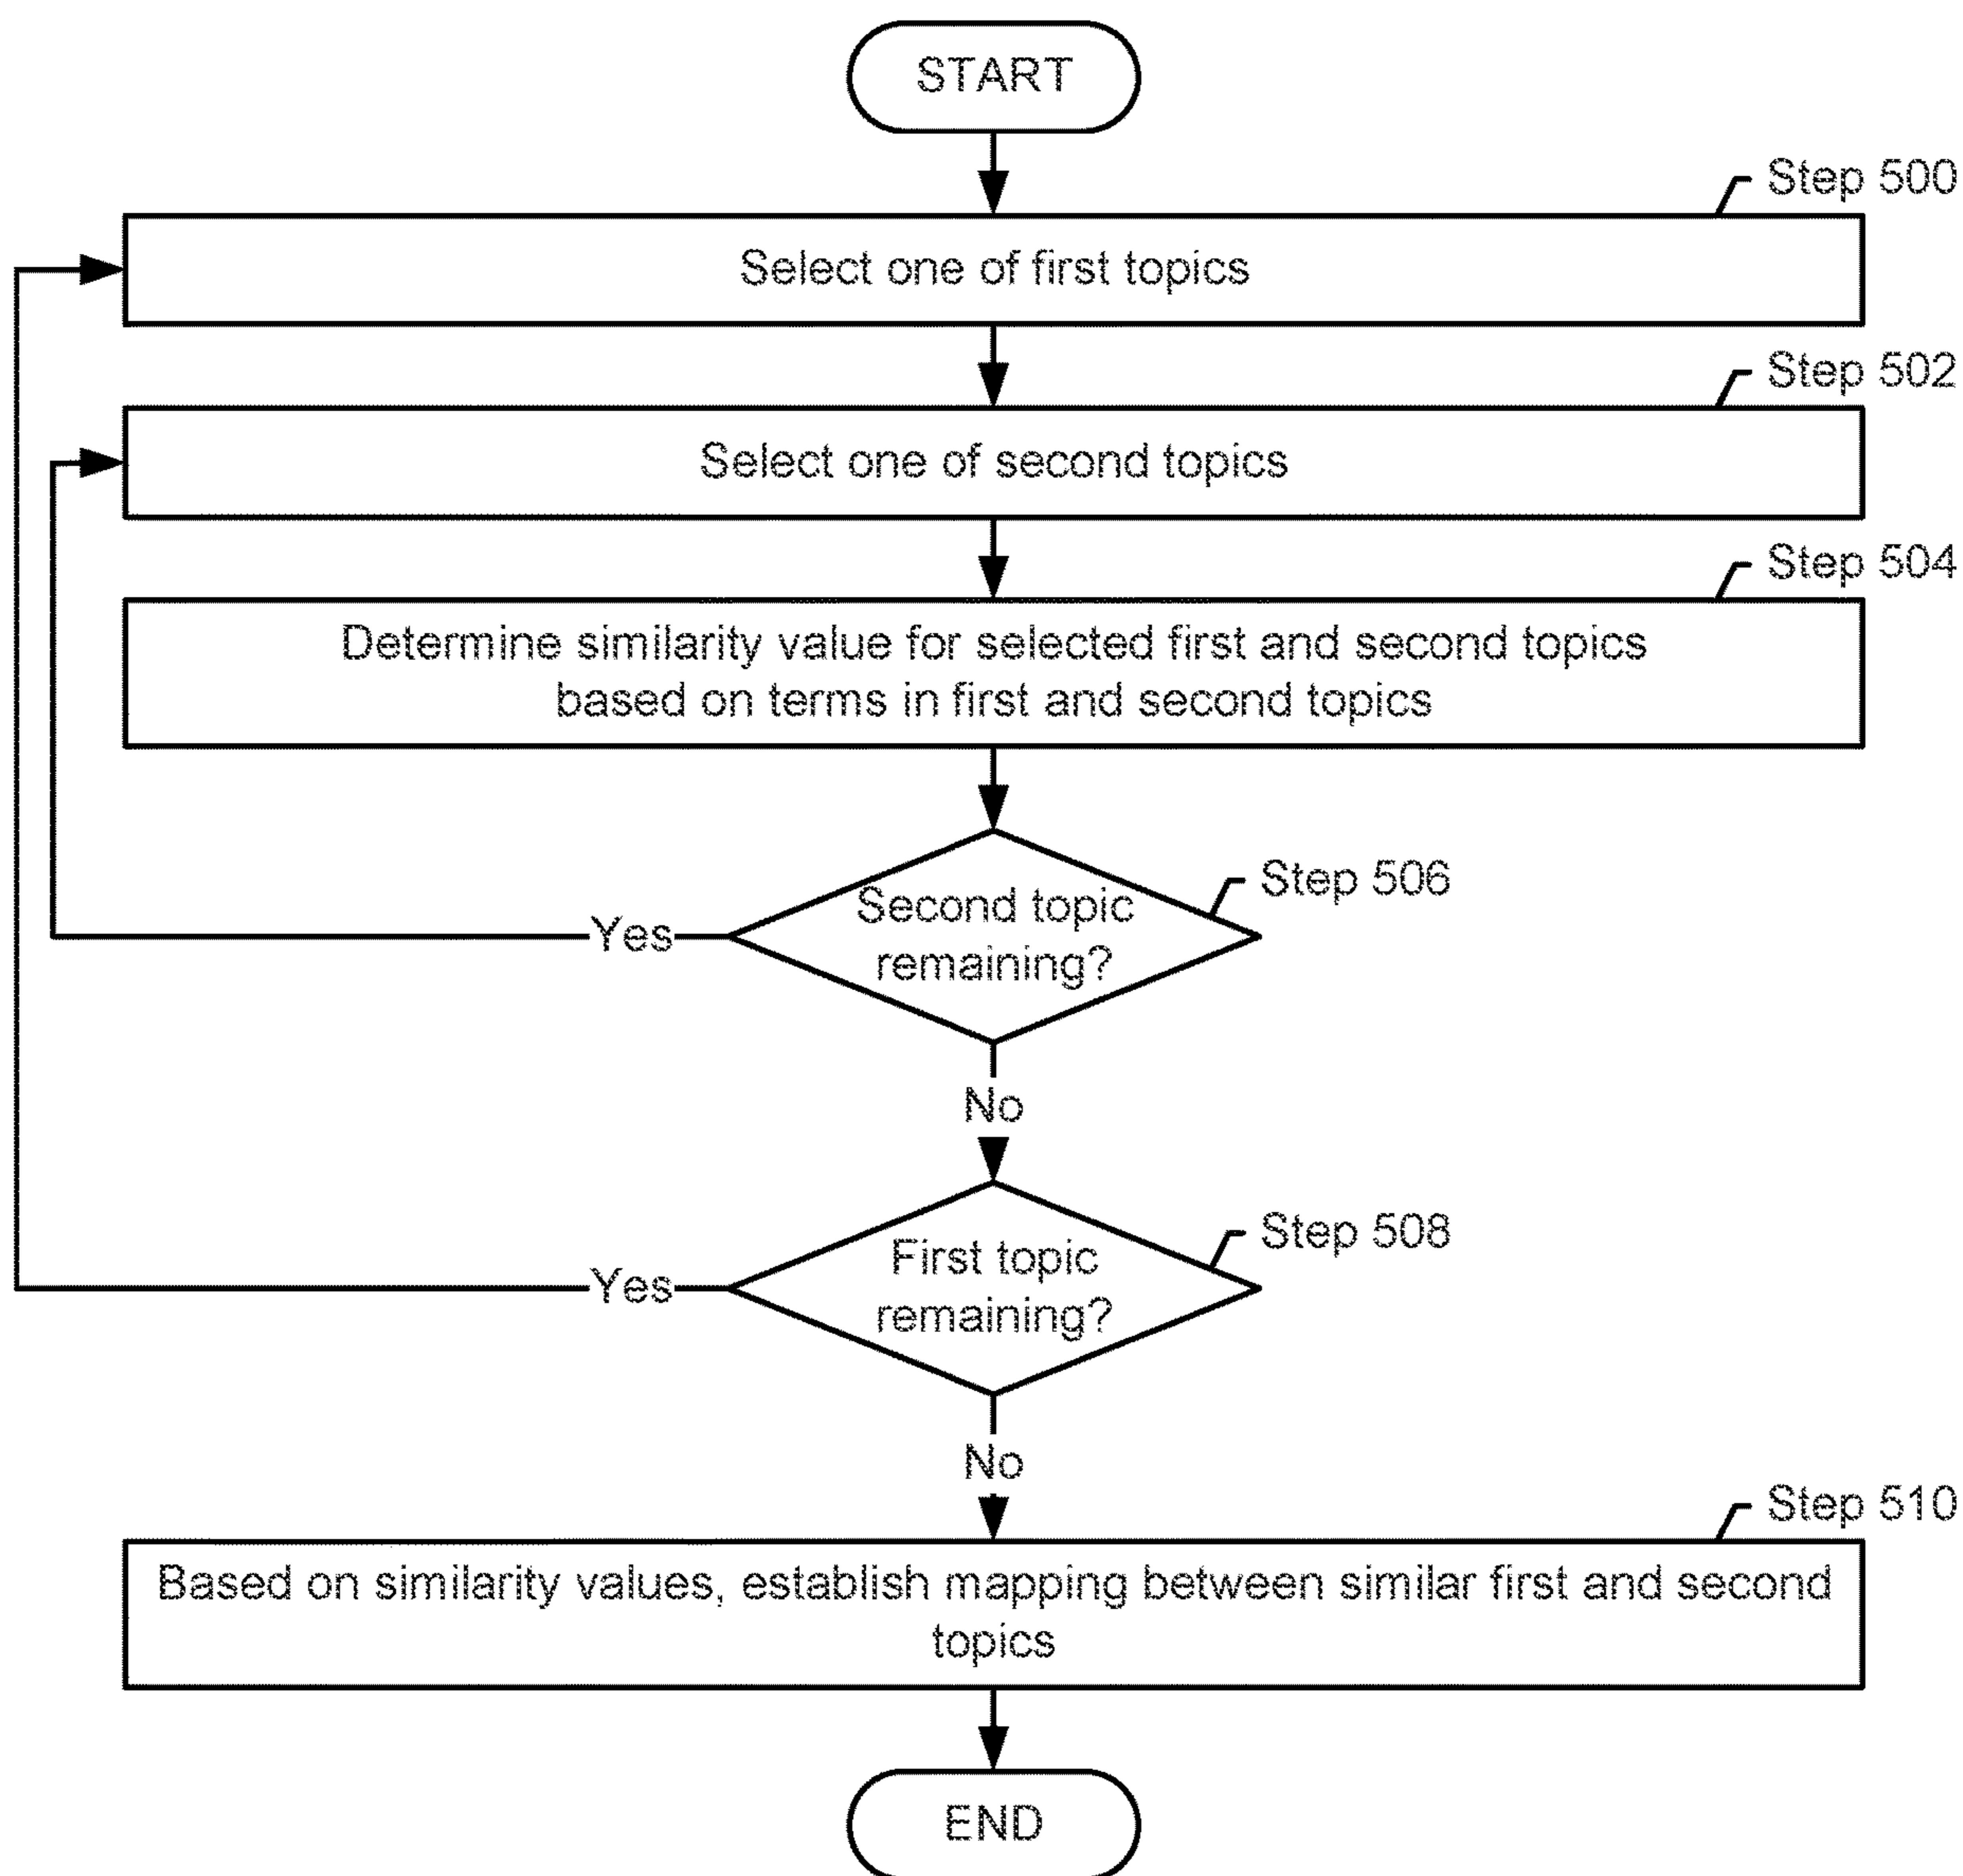 START
Step 500
Select one of first topics
Step 502
Select one of second topics
Step 504
Determine similarity value for selected first and second topics
based on terms in first and second topics
Step 506
Second topic
remaining?
Yes
No
Step 508
First topic
remaining?
Yes
No
Step 510
Based on similarity values, establish mapping between similar first and second
topics
END